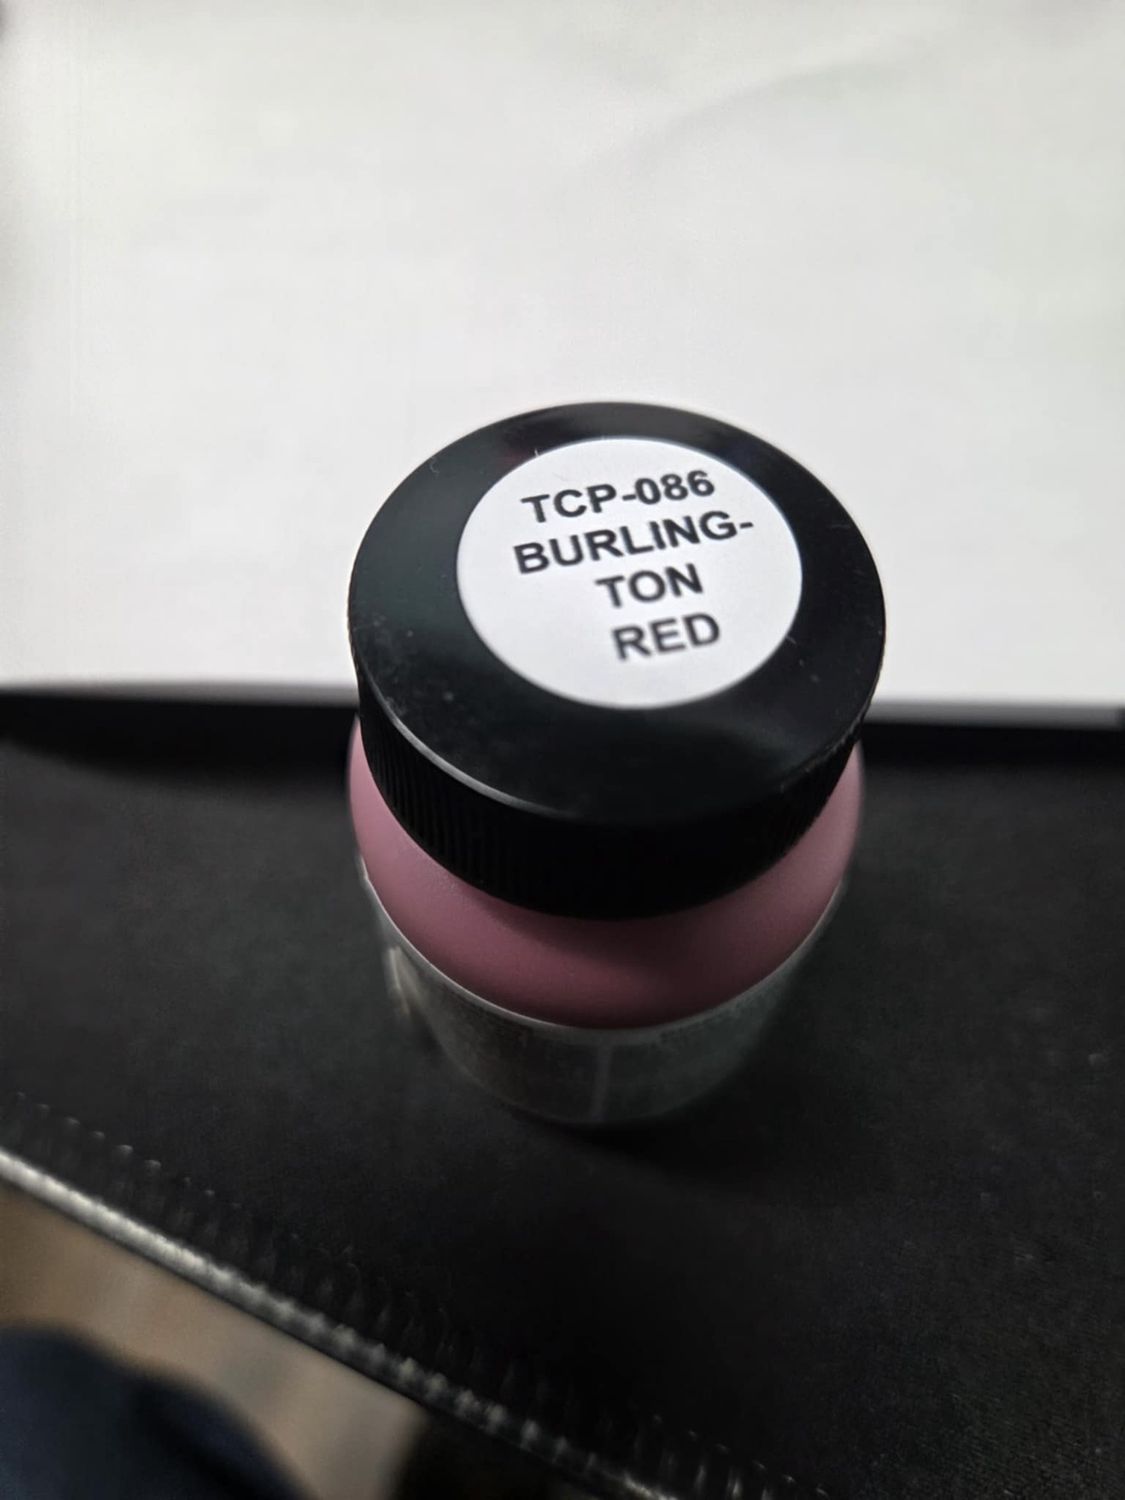 TCP-086
BURLING-
TON
RED